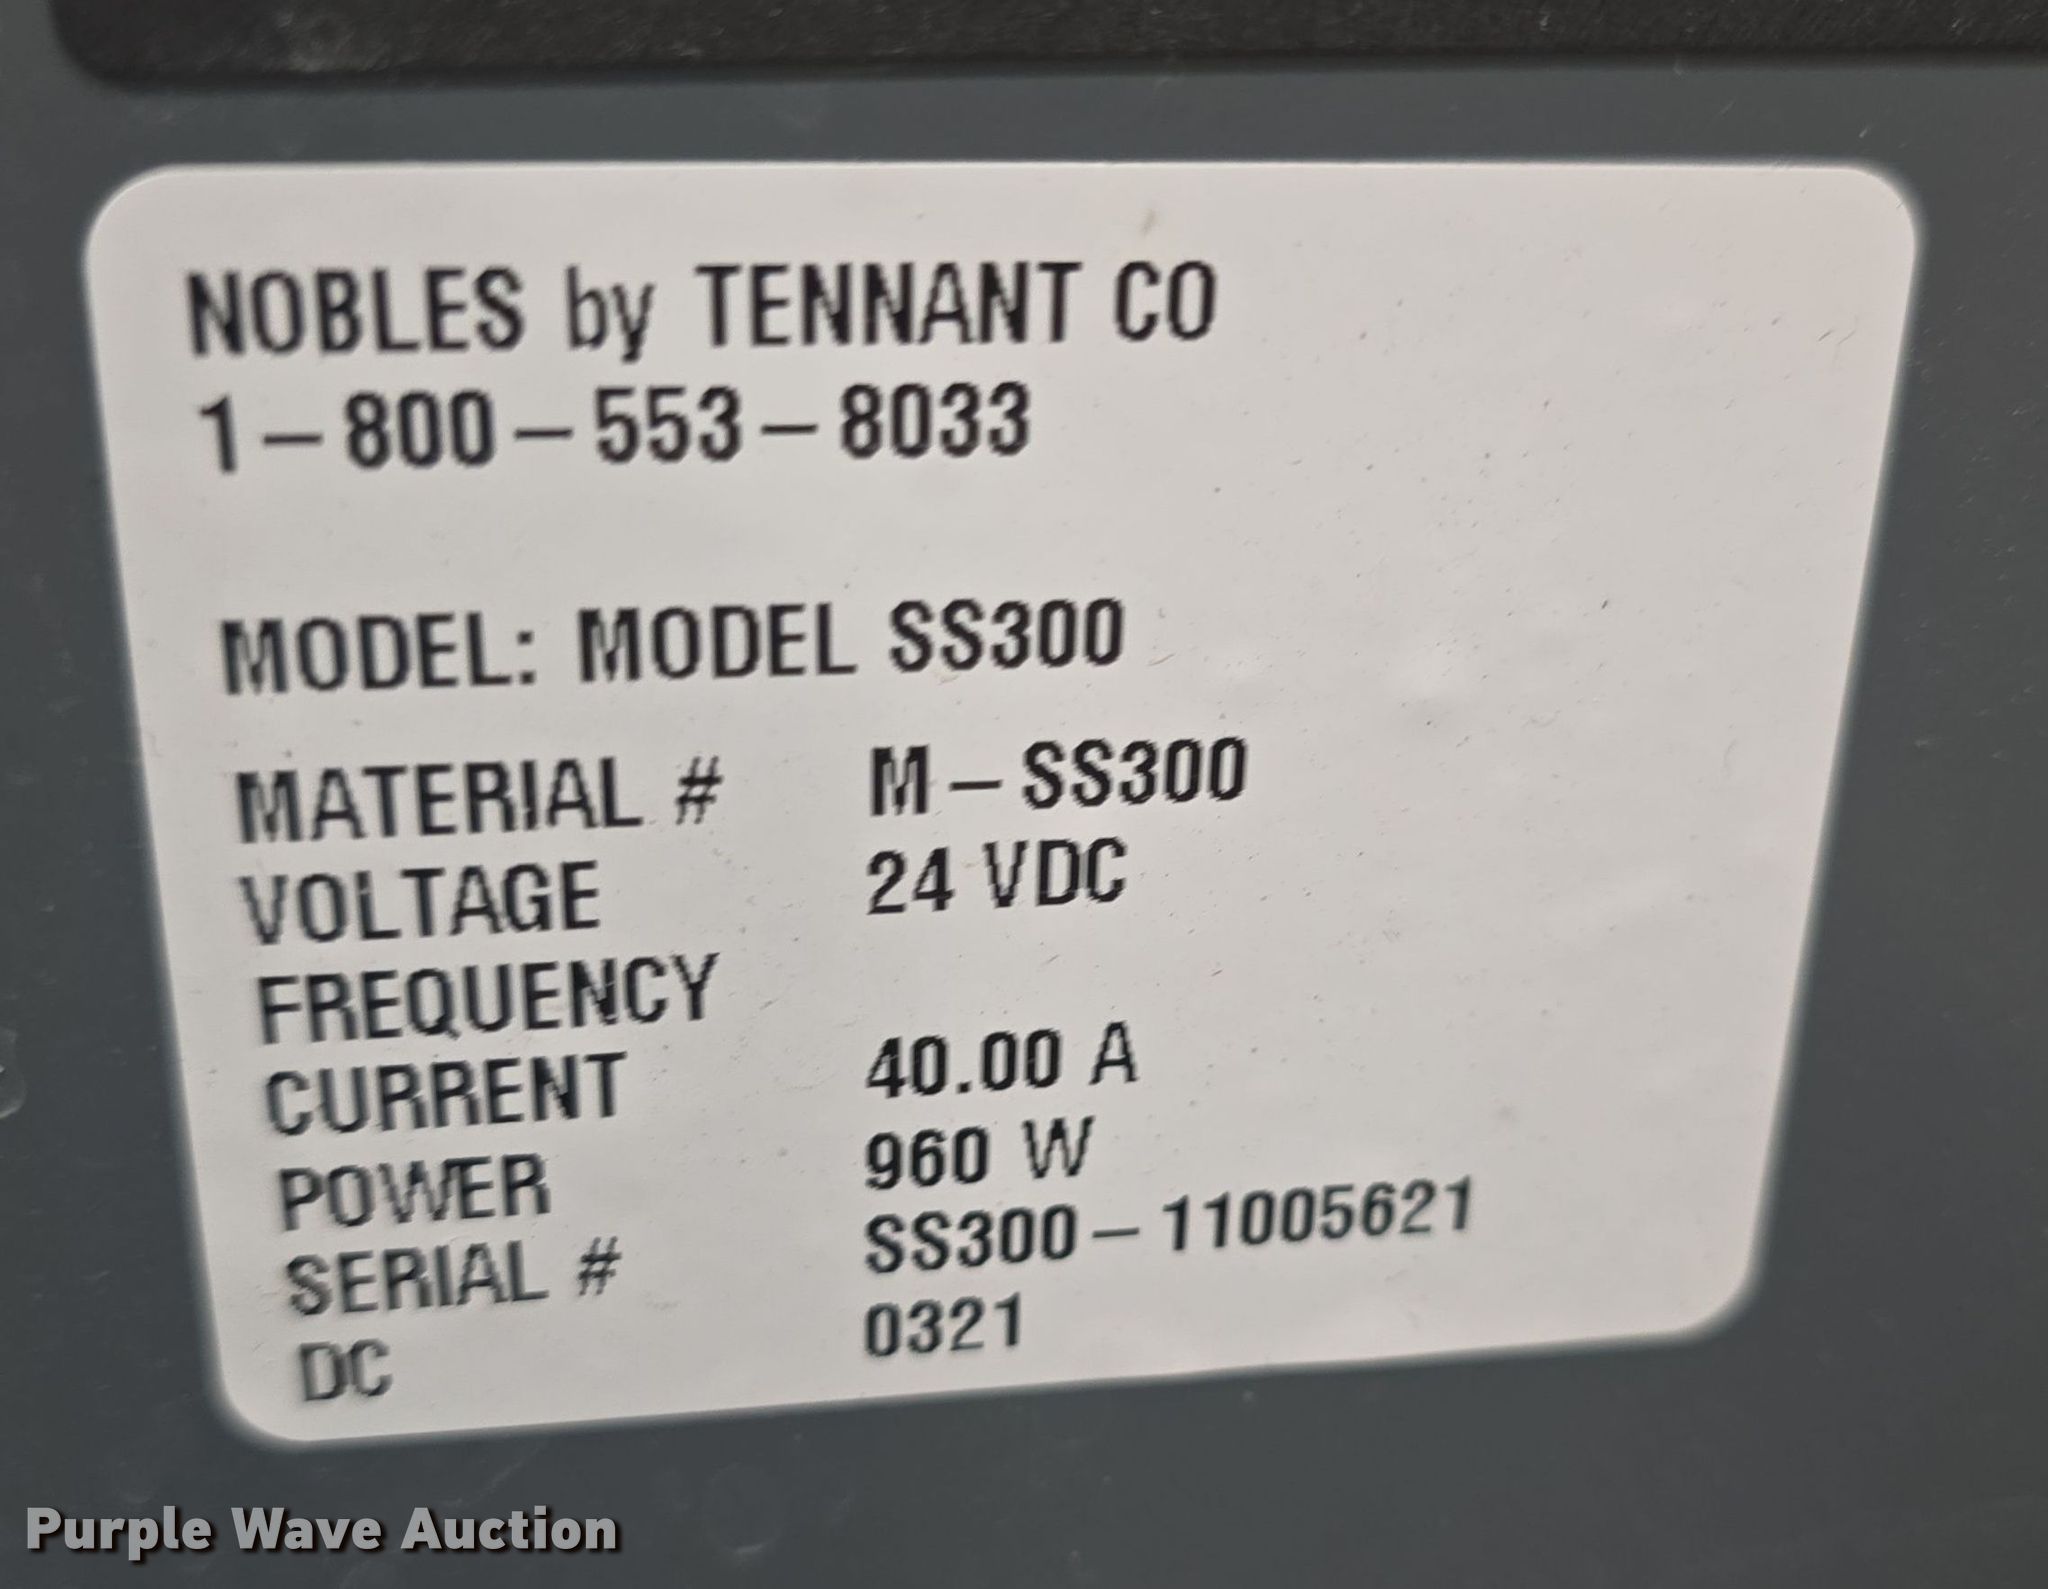 NOBLES by TENNANT CO
1-800-553-8033
MODEL: MODEL SS300
MATERIAL # M-SS300
VOLTAGE 24 VDC
FREQUENCY
CURRENT 40.00 A
POWER 960 W
SERIAL # SS300-11005621
DC 0321
Purple Wave Auction